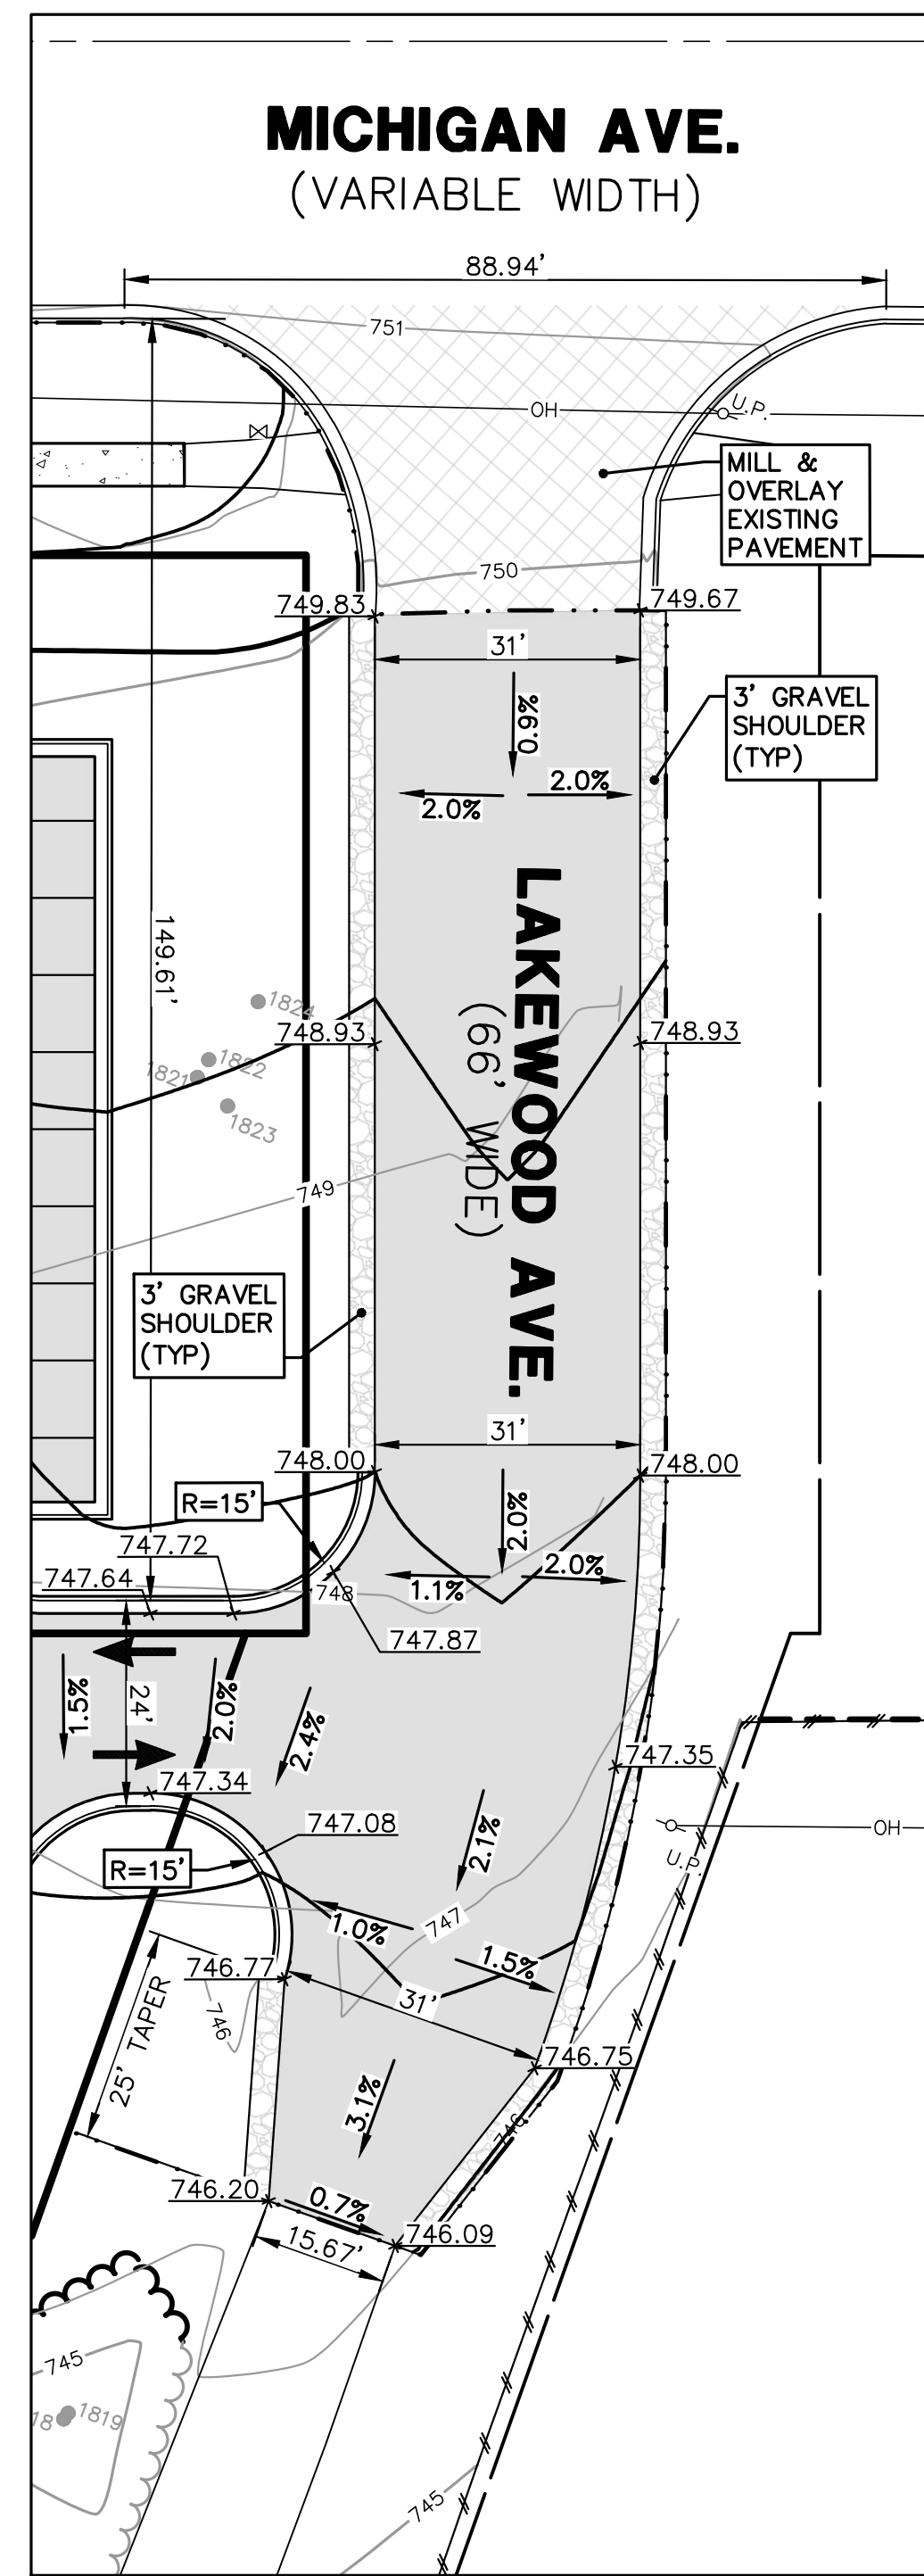 MICHIGAN AVE.
(VARIABLE WIDTH)
88.94'
751
OH
U.P.
MILL &
OVERLAY
EXISTING
PAVEMENT
750
749.83
749.67
31'
0.9%
3' GRAVEL
SHOULDER
(TYP)
2.0%
2.0%
LAKEWOOD AVE.
(66' WIDE)
149.61'
1824
748.93
748.93
1822
1821
1823
749
3' GRAVEL
SHOULDER
(TYP)
31'
748.00
748.00
R=15'
2.0%
747.72
2.0%
747.64
748
1.1%
747.87
1.5%
24'
2.0%
2.4%
747.35
747.34
747.08
2.1%
OH
U.P.
R=15'
747
1.0%
1.5%
746.77
31'
746
746.75
25' TAPER
3.1%
746
746.20
0.7%
746.09
15.67'
745
1819
18
745